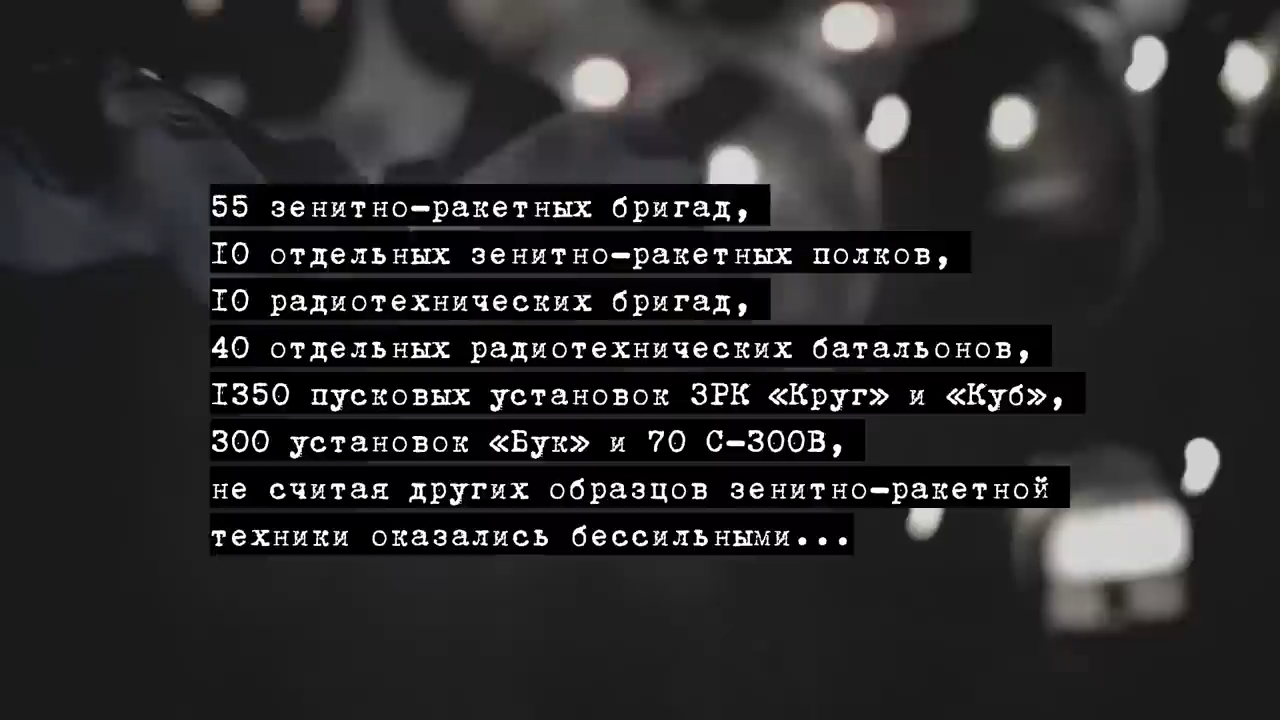 55 зенитно-ракетных бригад,
10 отдельных зенитно-ракетных полков,
10 радиотехнических бригад,
40 отдельных радиотехнических батальонов,
1350 пусковых установок ЗРК «Круг» и «Куб»,
300 установок «Бук» и 70 С-300В,
не считая других образцов зенитно-ракетной
техники оказались бессильными...